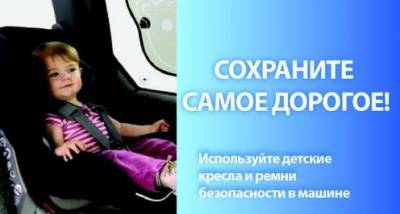 СОХРАНИТЕ
САМОЕ ДОРОГОЕ!
Используйте детские
кресла и ремни
безопасности в машине